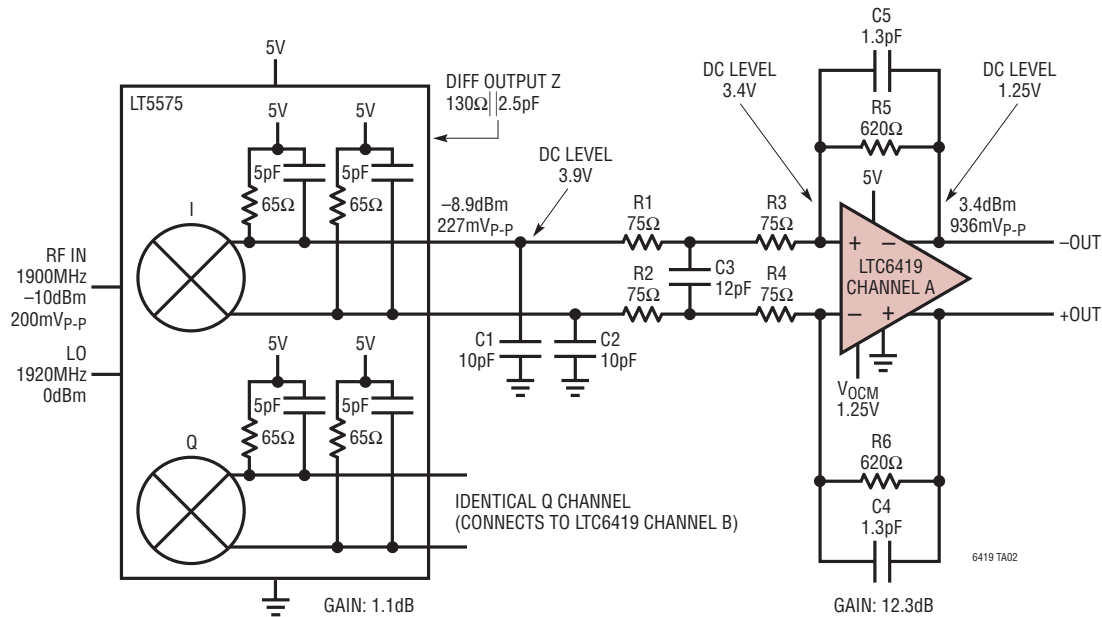 5V
LT5575
5V
5V
5pF
65Ω
5pF
65Ω
I
RF IN
1900MHz
–10dBm
200mVP-P
LO
1920MHz
0dBm
5V
5V
5pF
65Ω
5pF
65Ω
Q
DIFF OUTPUT Z
130Ω||2.5pF
DC LEVEL
3.9V
–8.9dBm
227mVP-P
R1
75Ω
R3
75Ω
R2
75Ω
C3
12pF
R4
75Ω
C1
10pF
C2
10pF
DC LEVEL
3.4V
C5
1.3pF
R5
620Ω
DC LEVEL
1.25V
5V
3.4dBm
936mVP-P
+ –
LTC6419
CHANNEL A
– +
–OUT
+OUT
VOCM
1.25V
R6
620Ω
C4
1.3pF
IDENTICAL Q CHANNEL
(CONNECTS TO LTC6419 CHANNEL B)
6419 TA02
GAIN: 1.1dB
GAIN: 12.3dB